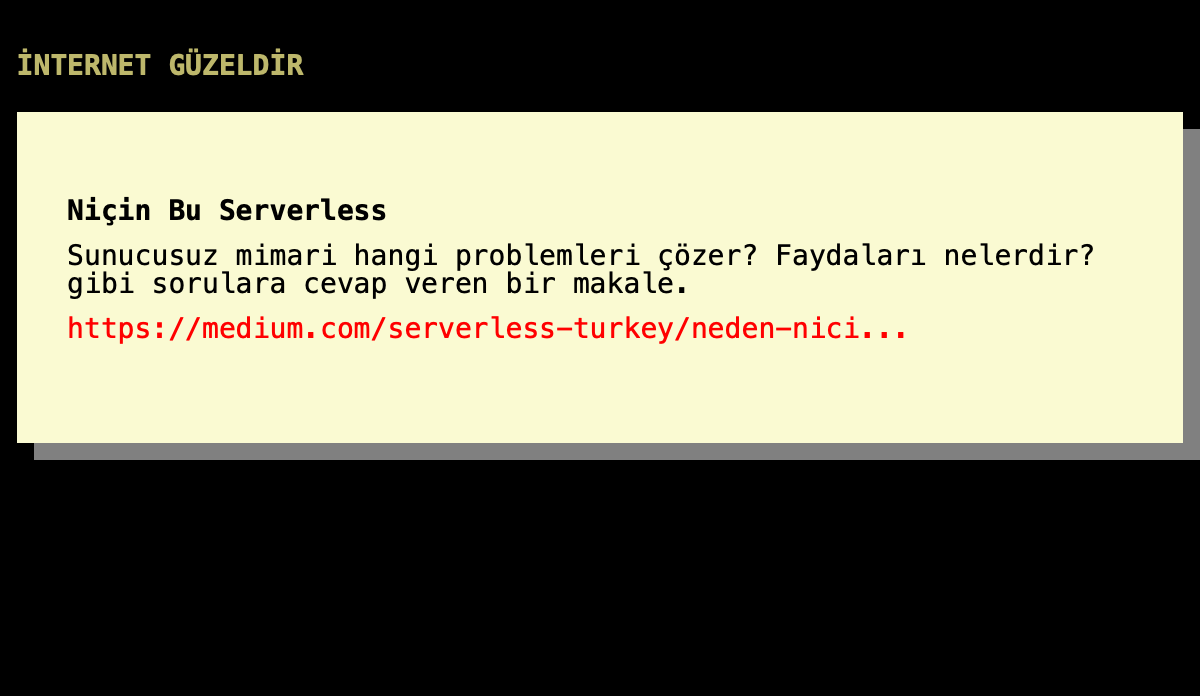 İNTERNET GÜZELDİR
Niçin Bu Serverless
Sunucusuz mimari hangi problemleri çözer? Faydaları nelerdir?
gibi sorulara cevap veren bir makale.
https://medium.com/serverless-turkey/neden-nici...